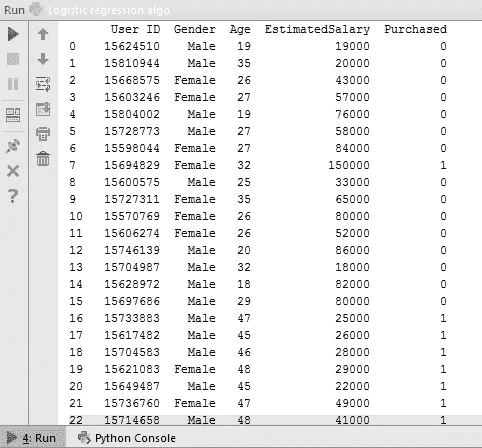 Run Logistic regression algo
User ID Gender Age EstimatedSalary Purchased
0 15624510 Male 19 19000 0
1 15810944 Male 35 20000 0
2 15668575 Female 26 43000 0
3 15603246 Female 27 57000 0
4 15804002 Male 19 76000 0
5 15728773 Male 27 58000 0
6 15598044 Female 27 84000 0
7 15694829 Female 32 150000 1
8 15600575 Male 25 33000 0
9 15727311 Female 35 65000 0
10 15570769 Female 26 80000 0
11 15606274 Female 26 52000 0
12 15746139 Male 20 86000 0
13 15704987 Male 32 18000 0
14 15628972 Male 18 82000 0
15 15697686 Male 29 80000 0
16 15733883 Male 47 25000 1
17 15617482 Male 45 26000 1
18 15704583 Male 46 28000 1
19 15621083 Female 48 29000 1
20 15649487 Male 45 22000 1
21 15736760 Female 47 49000 1
22 15714658 Male 48 41000 1
4: Run Python Console